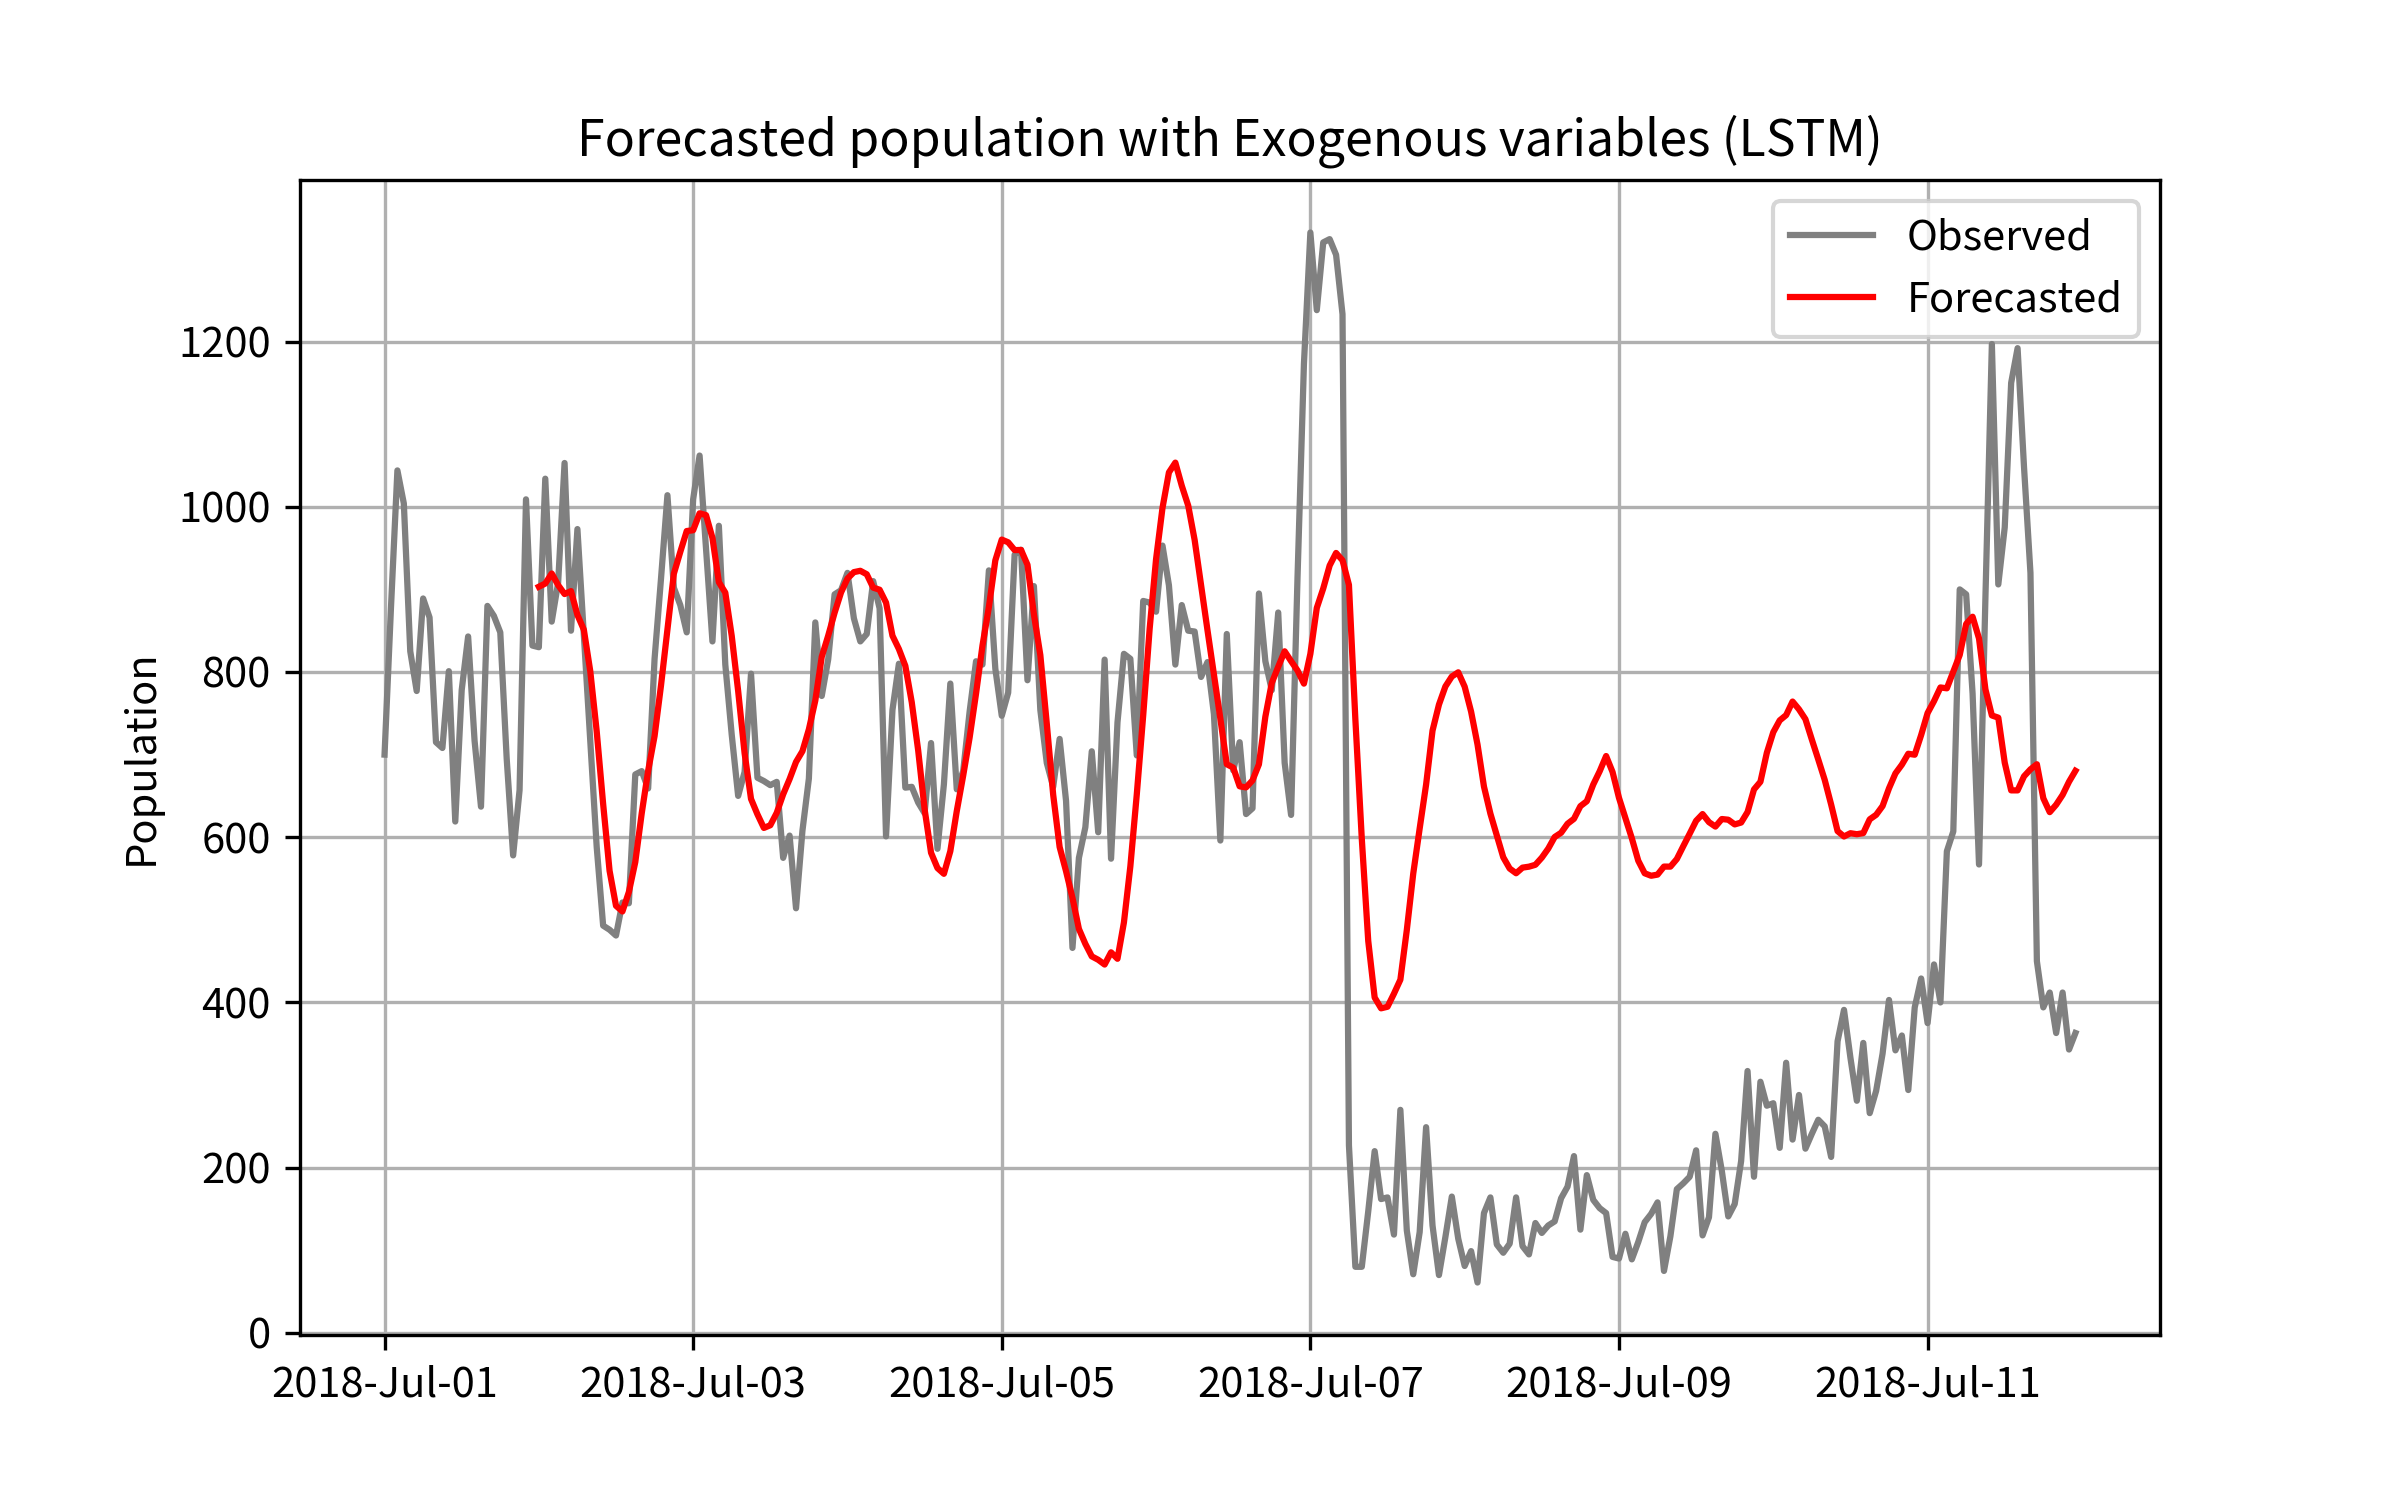 Forecasted population with Exogenous variables (LSTM)
Observed
Forecasted
Population
1200
1000
800
600
400
200
0
2018-Jul-01 2018-Jul-03 2018-Jul-05 2018-Jul-07 2018-Jul-09 2018-Jul-11